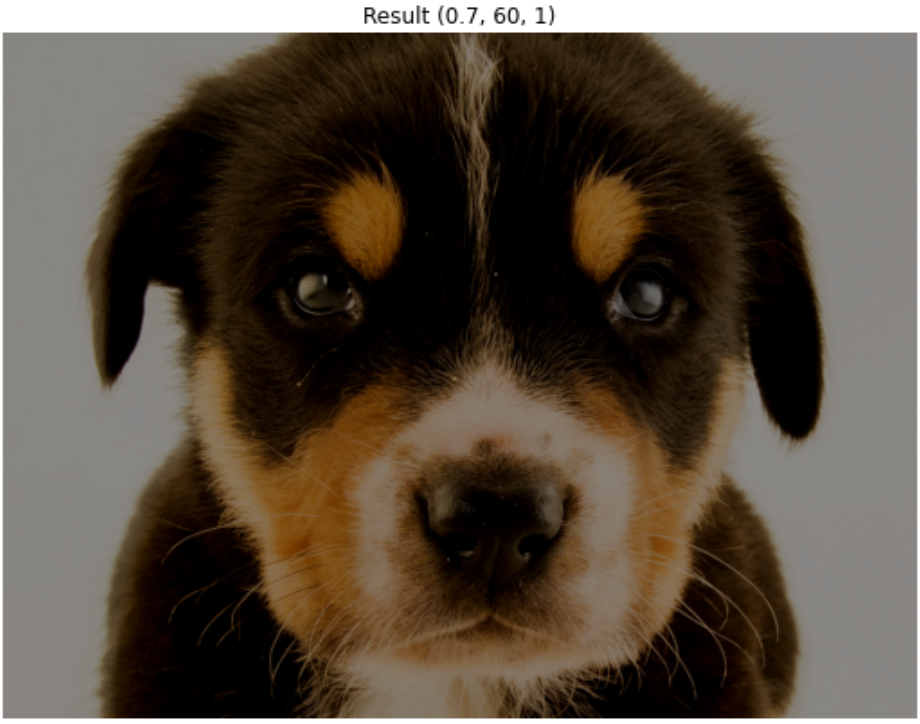 Result (0.7, 60, 1)